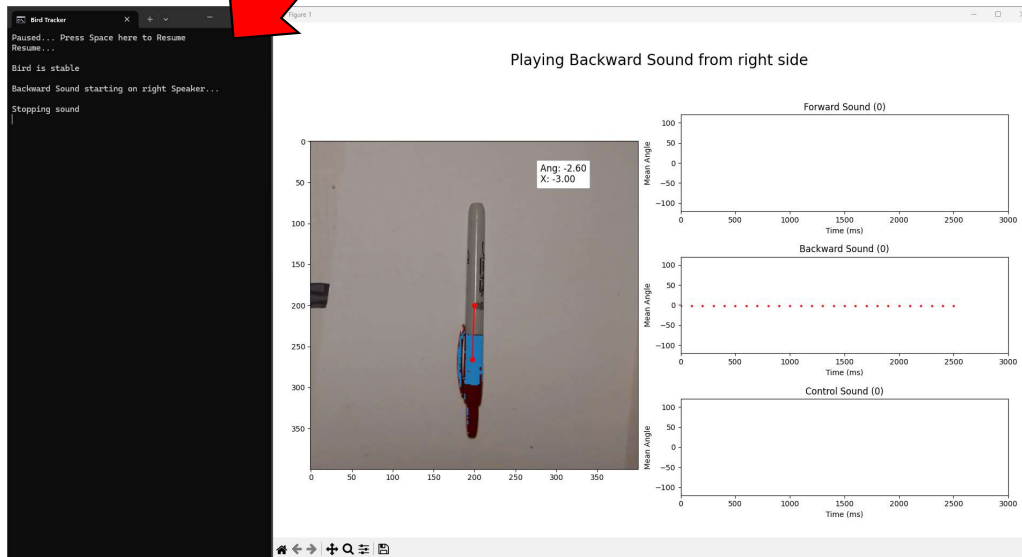 Bird Tracker
Paused... Press Space here to Resume
Resume...
Bird is stable
Backward Sound starting on right Speaker...
Stopping sound
Figure 1
Playing Backward Sound from right side
0
50
100
150
200
250
300
350
0 50 100 150 200 250 300 350
Ang: -2.60
X: -3.00
Forward Sound (0)
Mean Angle
100
50
0
−50
−100
0 500 1000 1500 2000 2500 3000
Time (ms)
Backward Sound (0)
Mean Angle
100
50
0
−50
−100
0 500 1000 1500 2000 2500 3000
Time (ms)
Control Sound (0)
Mean Angle
100
50
0
−50
−100
0 500 1000 1500 2000 2500 3000
Time (ms)